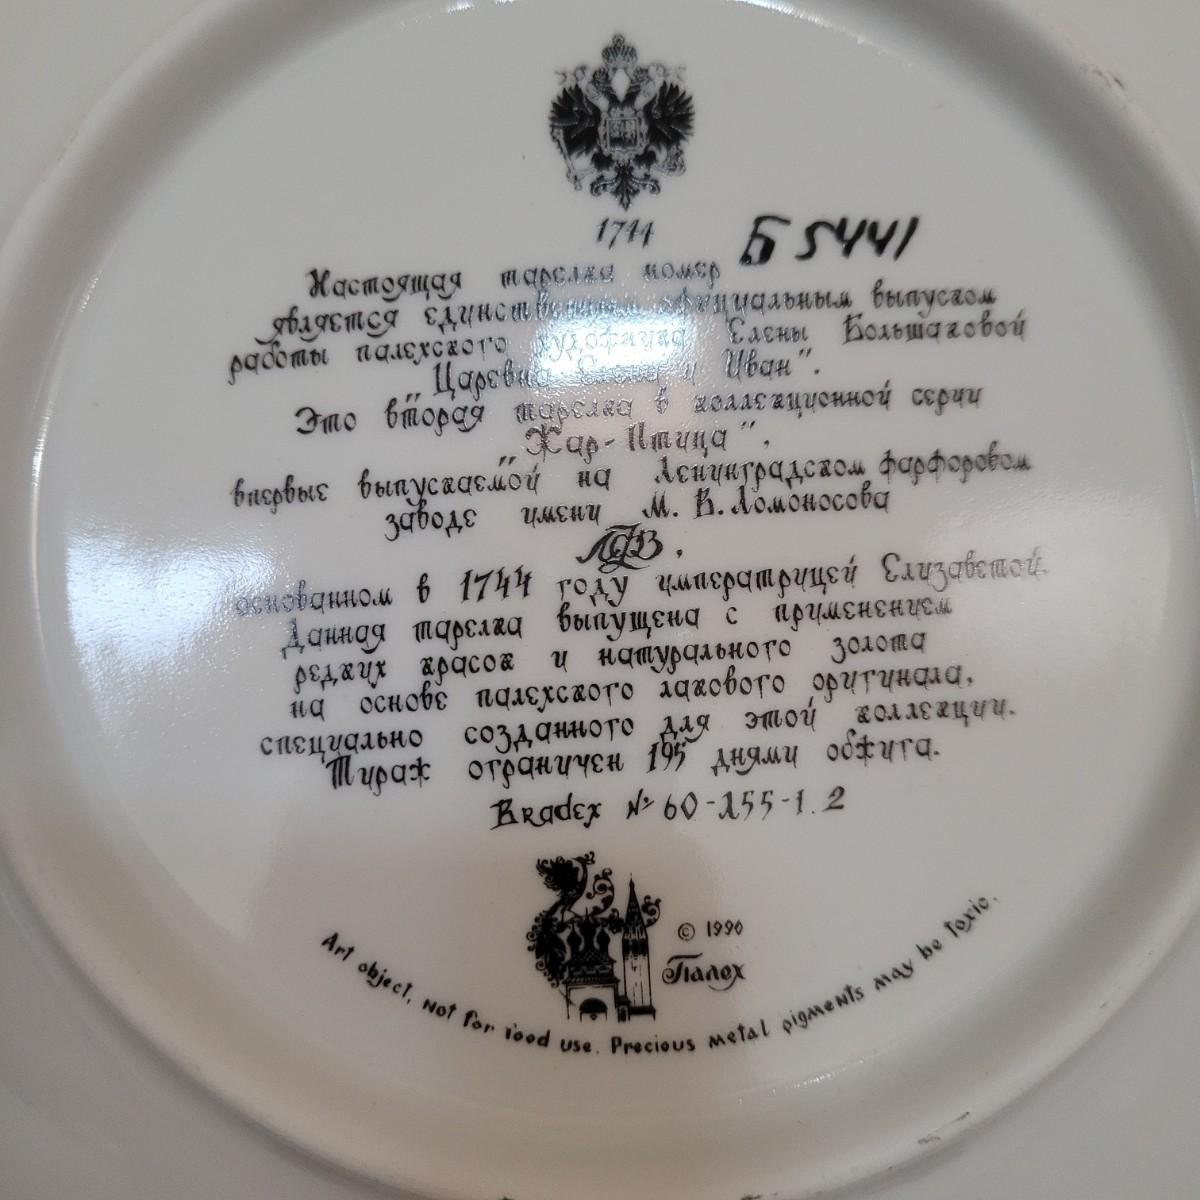 1744
Б 5441
Настоящая тарелка номер
является единственным официальным выпуском
работы палехского художника Елены Большаковой
"Царевна Елена и Иван".
Это вторая тарелка в коллекционной серии
"Жар-Птица",
впервые выпускаемой на Ленинградском фарфоровом
заводе имени М. В. Ломоносова
ЛФЗ,
основанном в 1744 году императрицей Елизаветой.
Данная тарелка выпущена с применением
редких красок и натурального золота
на основе палехского лакового оригинала,
специально созданного для этой коллекции.
Тираж ограничен 195 днями обжига.
Bradex № 60-255-1.2
© 1990
Палех
Art object, not for food use. Precious metal pigments may be toxic.